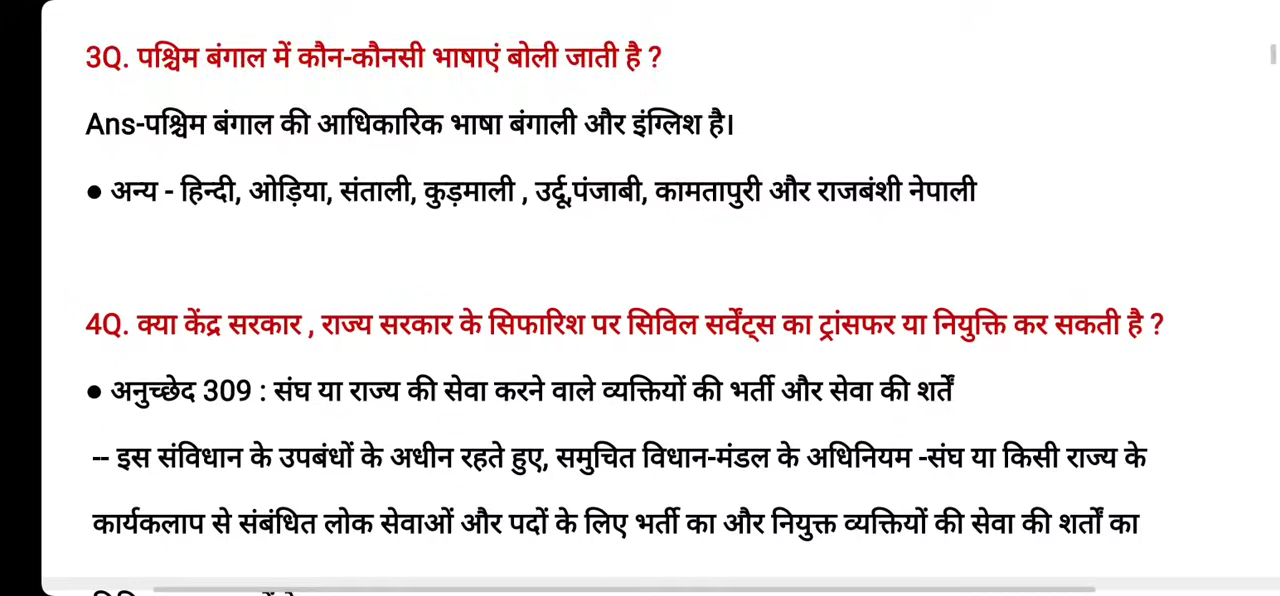 3Q. पश्चिम बंगाल में कौन-कौनसी भाषाएं बोली जाती है ?
Ans-पश्चिम बंगाल की आधिकारिक भाषा बंगाली और इंग्लिश है।
● अन्य - हिन्दी, ओड़िया, संताली, कुड़माली , उर्दू,पंजाबी, कामतापुरी और राजबंशी नेपाली
4Q. क्या केंद्र सरकार , राज्य सरकार के सिफारिश पर सिविल सर्वेंट्स का ट्रांसफर या नियुक्ति कर सकती है ?
● अनुच्छेद 309 : संघ या राज्य की सेवा करने वाले व्यक्तियों की भर्ती और सेवा की शर्तें
-- इस संविधान के उपबंधों के अधीन रहते हुए, समुचित विधान-मंडल के अधिनियम -संघ या किसी राज्य के
कार्यकलाप से संबंधित लोक सेवाओं और पदों के लिए भर्ती का और नियुक्त व्यक्तियों की सेवा की शर्तों का